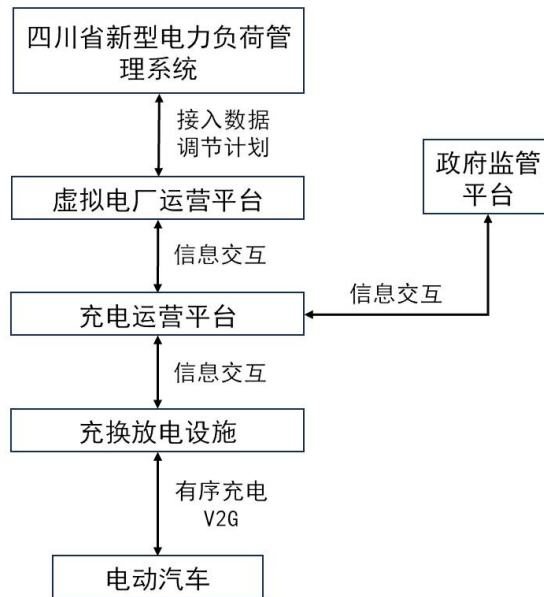 四川省新型电力负荷管
理系统
接入数据
调节计划
政府监管
平台
虚拟电厂运营平台
信息交互
信息交互
充电运营平台
信息交互
充换放电设施
有序充电
V2G
电动汽车